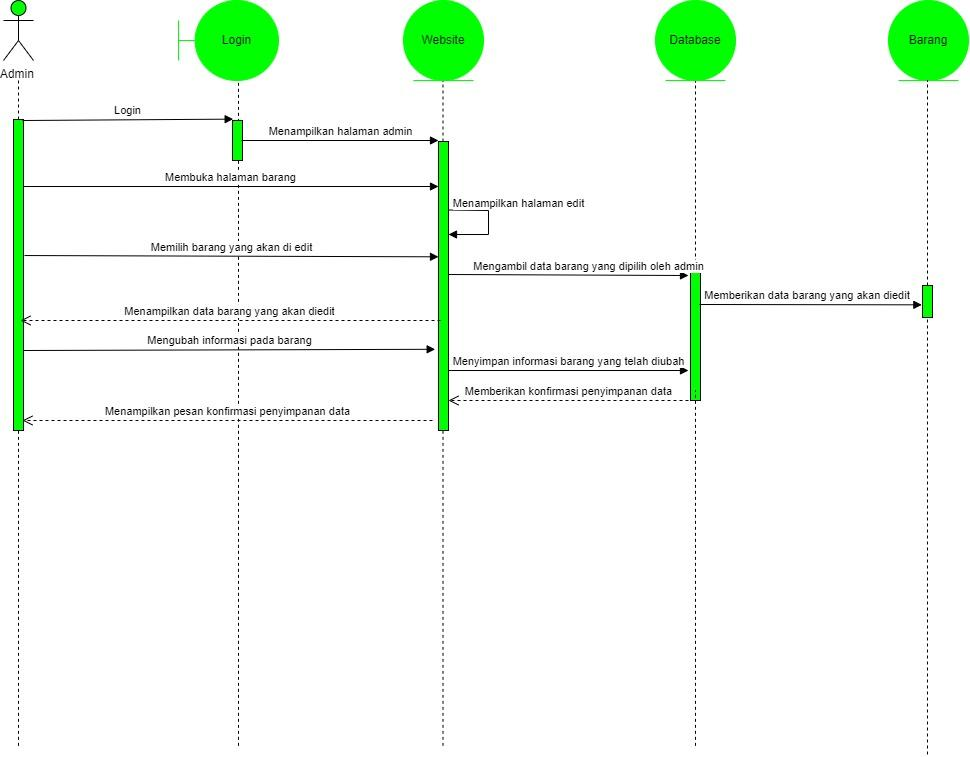 Admin
Login
Website
Database
Barang
Login
Menampilkan halaman admin
Membuka halaman barang
Menampilkan halaman edit
Memilih barang yang akan di edit
Mengambil data barang yang dipilih oleh admin
Memberikan data barang yang akan diedit
Menampilkan data barang yang akan diedit
Mengubah informasi pada barang
Menyimpan informasi barang yang telah diubah
Memberikan konfirmasi penyimpanan data
Menampilkan pesan konfirmasi penyimpanan data